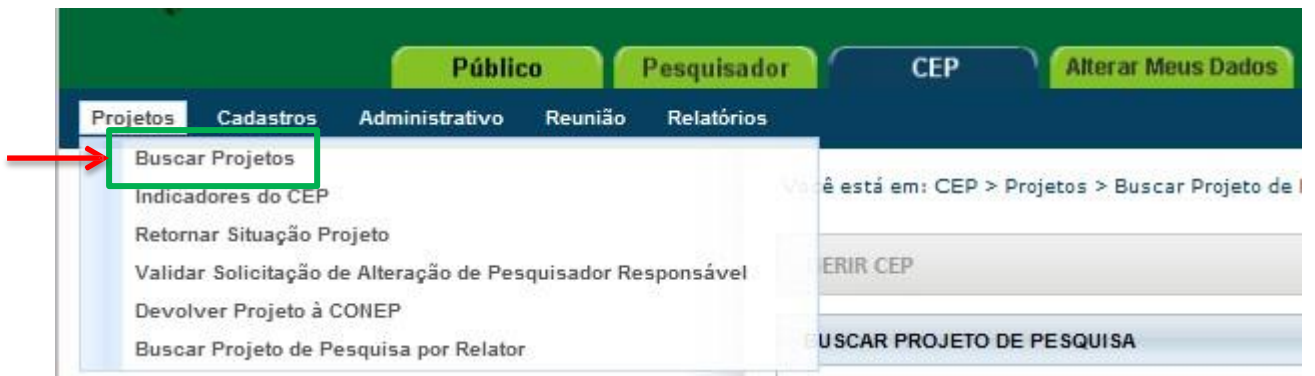 Público Pesquisador CEP Alterar Meus Dados
Projetos Cadastros Administrativo Reunião Relatórios
Buscar Projetos
Indicadores do CEP
Retornar Situação Projeto
Validar Solicitação de Alteração de Pesquisador Responsável
Devolver Projeto à CONEP
Buscar Projeto de Pesquisa por Relator
Você está em: CEP > Projetos > Buscar Projeto de
ERIR CEP
BUSCAR PROJETO DE PESQUISA